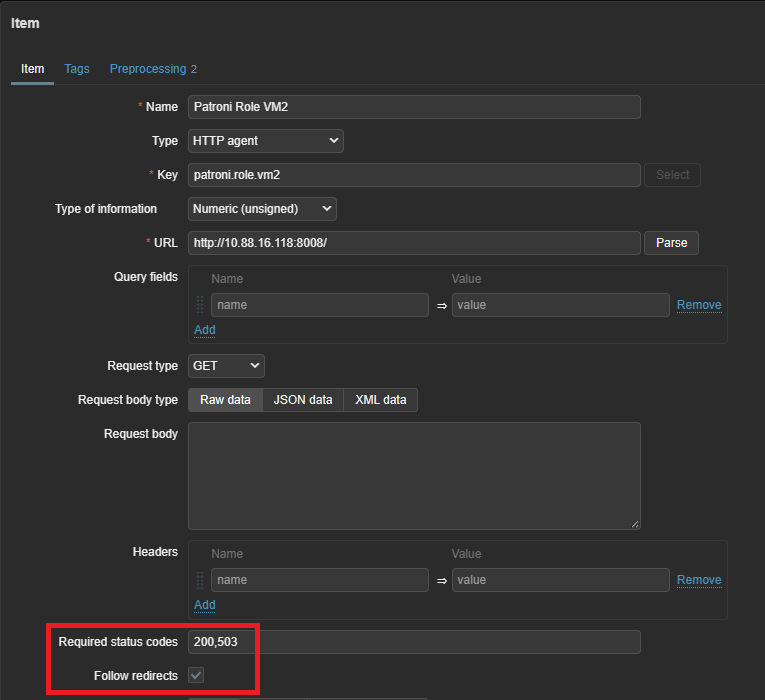 Item
Item Tags Preprocessing 2
* Name Patroni Role VM2
Type HTTP agent
* Key patroni.role.vm2 Select
Type of information Numeric (unsigned)
* URL http://10.88.16.118:8008/ Parse
Query fields Name Value
name ⇒ value Remove
Add
Request type GET
Request body type Raw data JSON data XML data
Request body
Headers Name Value
name ⇒ value Remove
Add
Required status codes 200,503
Follow redirects